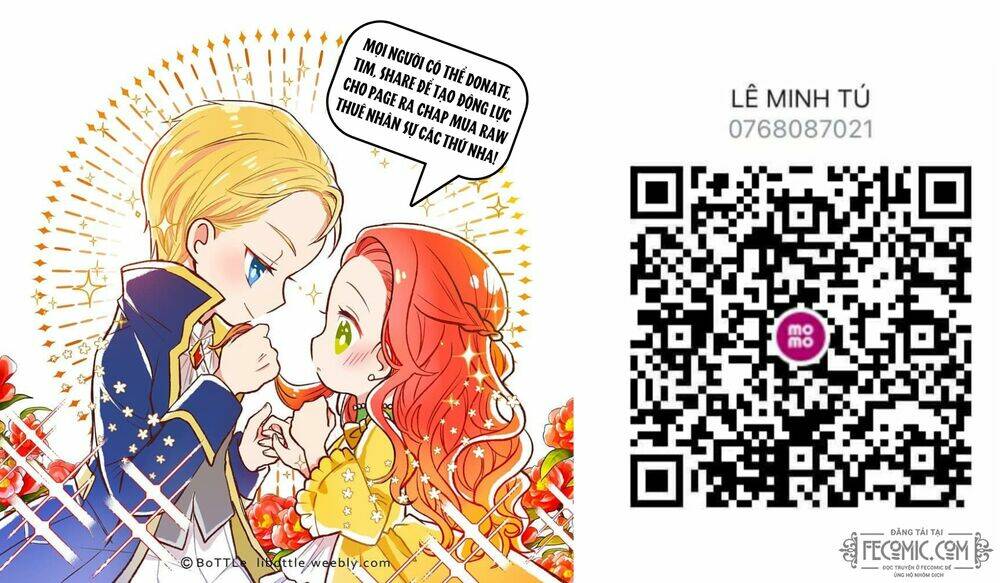 MỌI NGƯỜI CÓ THỂ DONATE,
TIM, SHARE ĐỂ TẠO ĐỘNG LỰC
CHO PAGE RA CHAP MUA RAW
THUÊ NHÂN SỰ CÁC THỨ NHA!
LÊ MINH TÚ
0768087021
mo
mo
ĐĂNG TẢI TẠI
FECOMIC.COM
ĐỌC TRUYỆN Ở FECOMIC ĐỂ
ỦNG HỘ NHÓM DỊCH
© BoTTLe libottle.weebly.com